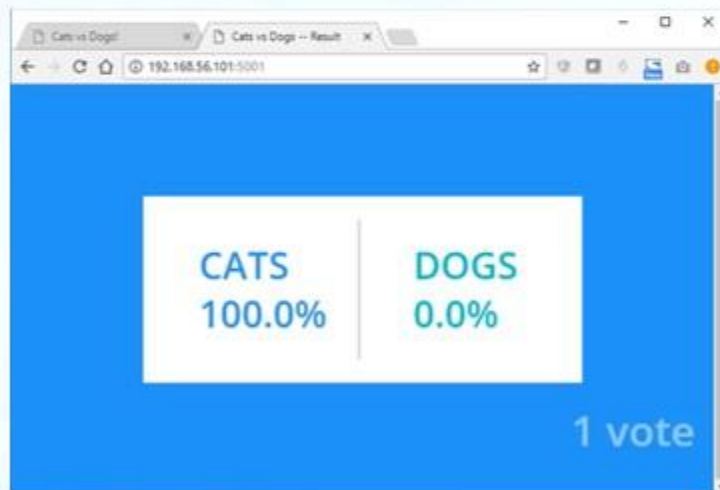 Cats vs Dogs!
Cats vs Dogs -- Result
192.168.56.101:5001
CATS
100.0%
DOGS
0.0%
1 vote